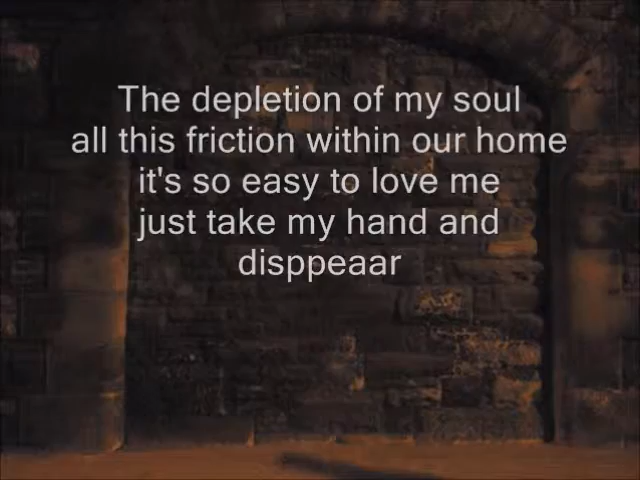 The depletion of my soul
all this friction within our home
it's so easy to love me
just take my hand and
disppeaar